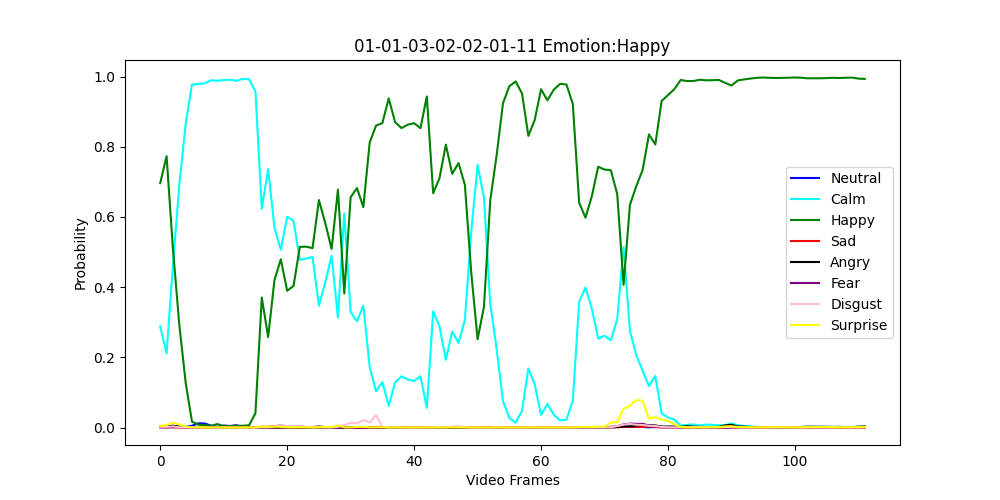 01-01-03-02-02-01-11 Emotion:Happy
1.0
0.8
0.6
0.4
0.2
0.0
Probability
0 20 40 60 80 100
Video Frames
Neutral
Calm
Happy
Sad
Angry
Fear
Disgust
Surprise